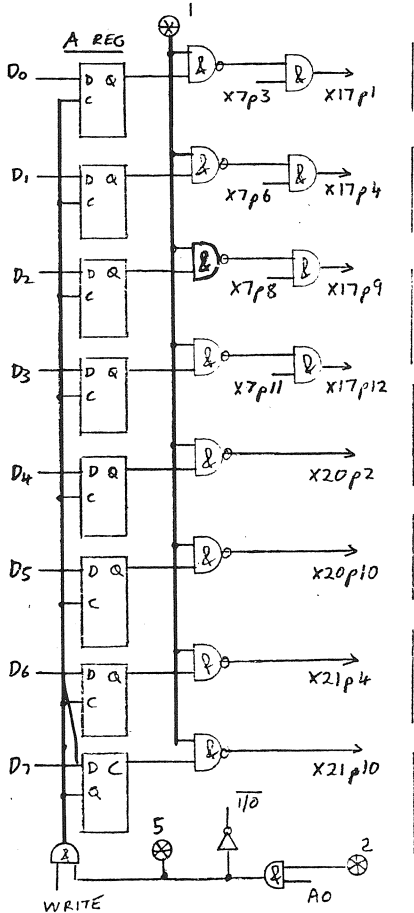 1
A REG
D0 D Q & & X7p3 X17p1
C
D1 D Q & & X7p6 X17p4
C
D2 D Q & & X7p8 X17p9
C
D3 D Q & & X7p11 X17p12
C
D4 D Q & X20p2
C
D5 D Q & X20p10
C
D6 D Q & X21p4
C
D7 D C & X21p10
Q
I/O
5
2
& &
WRITE A0